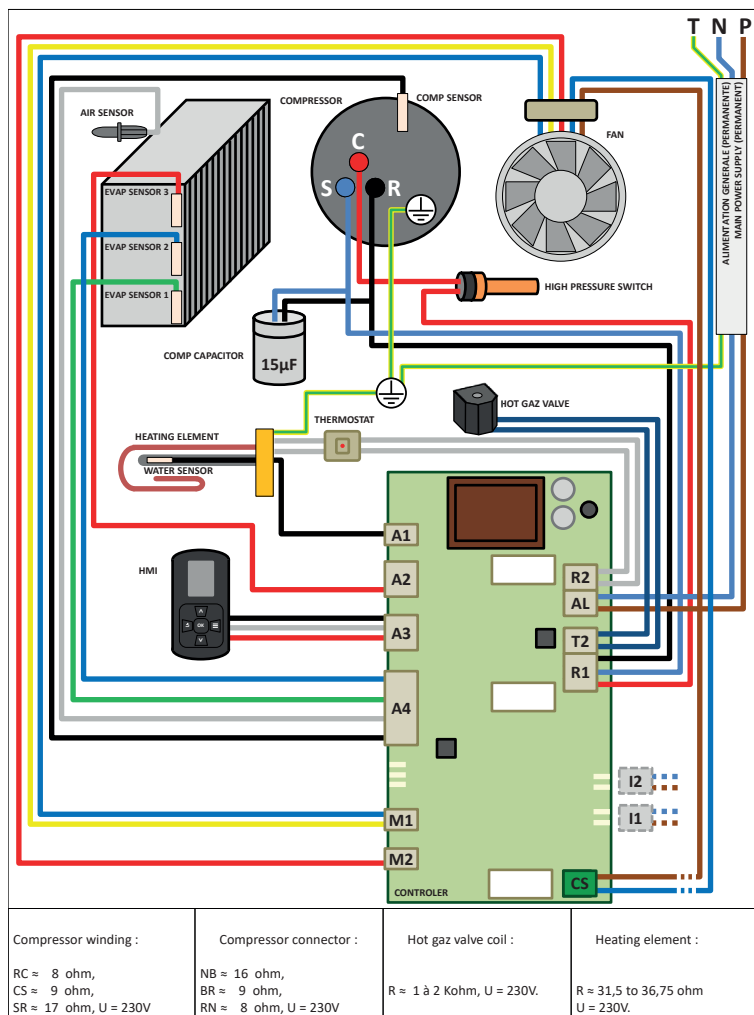 T N P
ALIMENTATION GENERALE (PERMANENTE)
MAIN POWER SUPPLY (PERMANENT)
AIR SENSOR
COMPRESSOR
COMP SENSOR
FAN
C
S
R
EVAP SENSOR 3
EVAP SENSOR 2
EVAP SENSOR 1
HIGH PRESSURE SWITCH
COMP CAPACITOR
15µF
HOT GAZ VALVE
THERMOSTAT
HEATING ELEMENT
WATER SENSOR
HMI
OK
A1
A2
A3
A4
M1
M2
R2
AL
T2
R1
I2
I1
CS
CONTROLER
Compressor winding :
RC ≈ 8 ohm,
CS ≈ 9 ohm,
SR ≈ 17 ohm, U = 230V
Compressor connector :
NB ≈ 16 ohm,
BR ≈ 9 ohm,
RN ≈ 8 ohm, U = 230V
Hot gaz valve coil :
R ≈ 1 à 2 Kohm, U = 230V.
Heating element :
R ≈ 31,5 to 36,75 ohm
U = 230V.